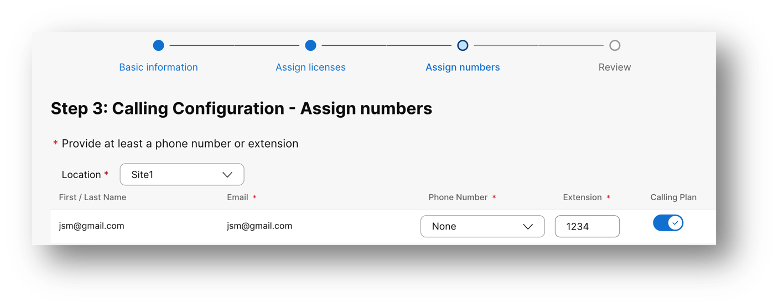 Basic information Assign licenses Assign numbers Review
Step 3: Calling Configuration - Assign numbers
* Provide at least a phone number or extension
Location * Site1
First / Last Name Email * Phone Number * Extension * Calling Plan
jsm@gmail.com jsm@gmail.com None 1234